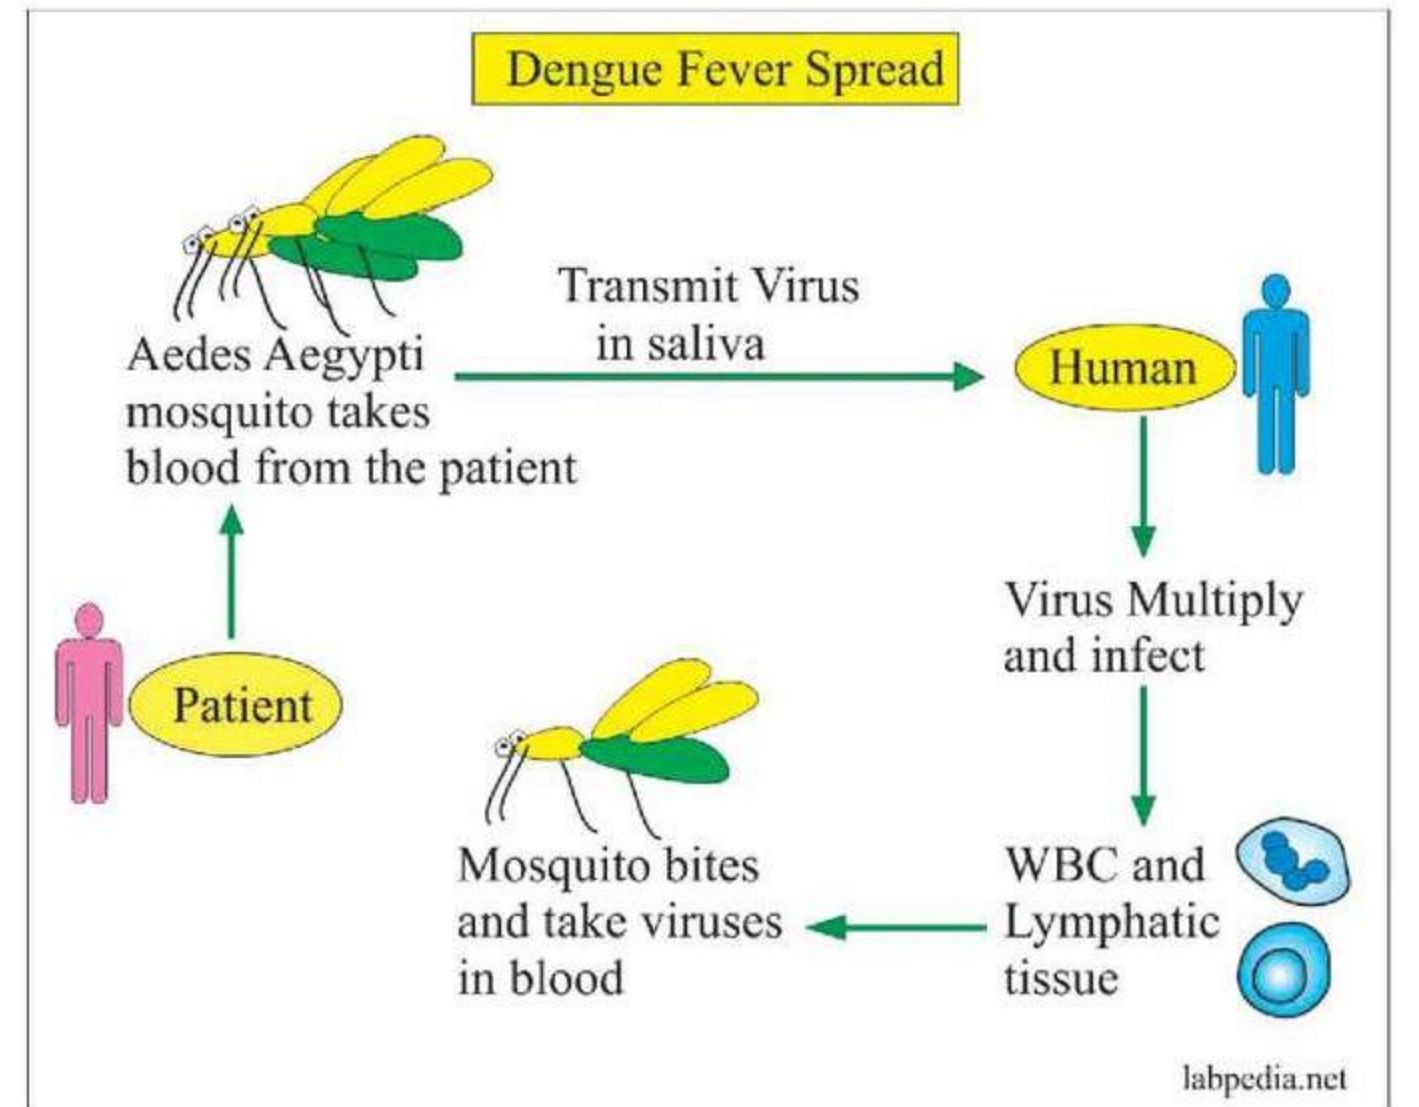 Dengue Fever Spread
Aedes Aegypti
mosquito takes
blood from the patient
Transmit Virus
in saliva
Human
Virus Multiply
and infect
WBC and
Lymphatic
tissue
Mosquito bites
and take viruses
in blood
Patient
labpedia.net